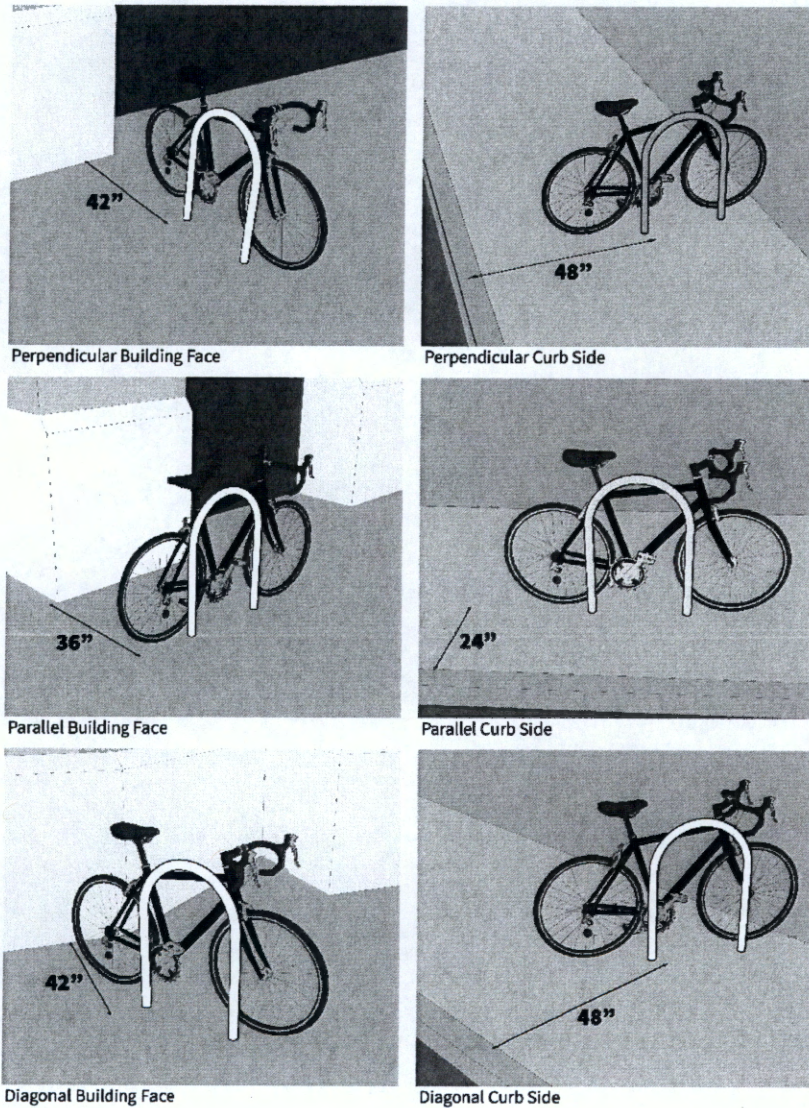 42”
48”
Perpendicular Building Face
Perpendicular Curb Side
36”
24”
Parallel Building Face
Parallel Curb Side
42”
48”
Diagonal Building Face
Diagonal Curb Side